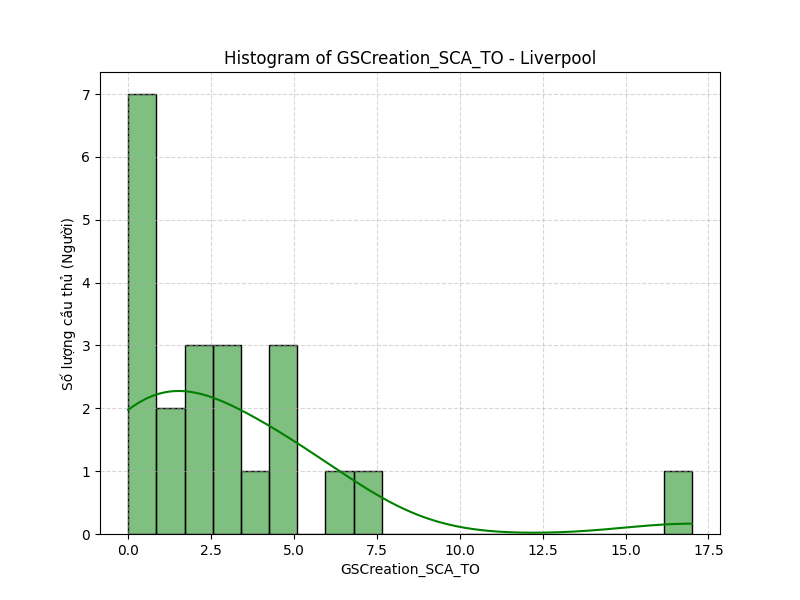 Histogram of GSCreation_SCA_TO - Liverpool
7
6
5
4
3
2
1
0
Số lượng cầu thủ (Người)
0.0 2.5 5.0 7.5 10.0 12.5 15.0 17.5
GSCreation_SCA_TO